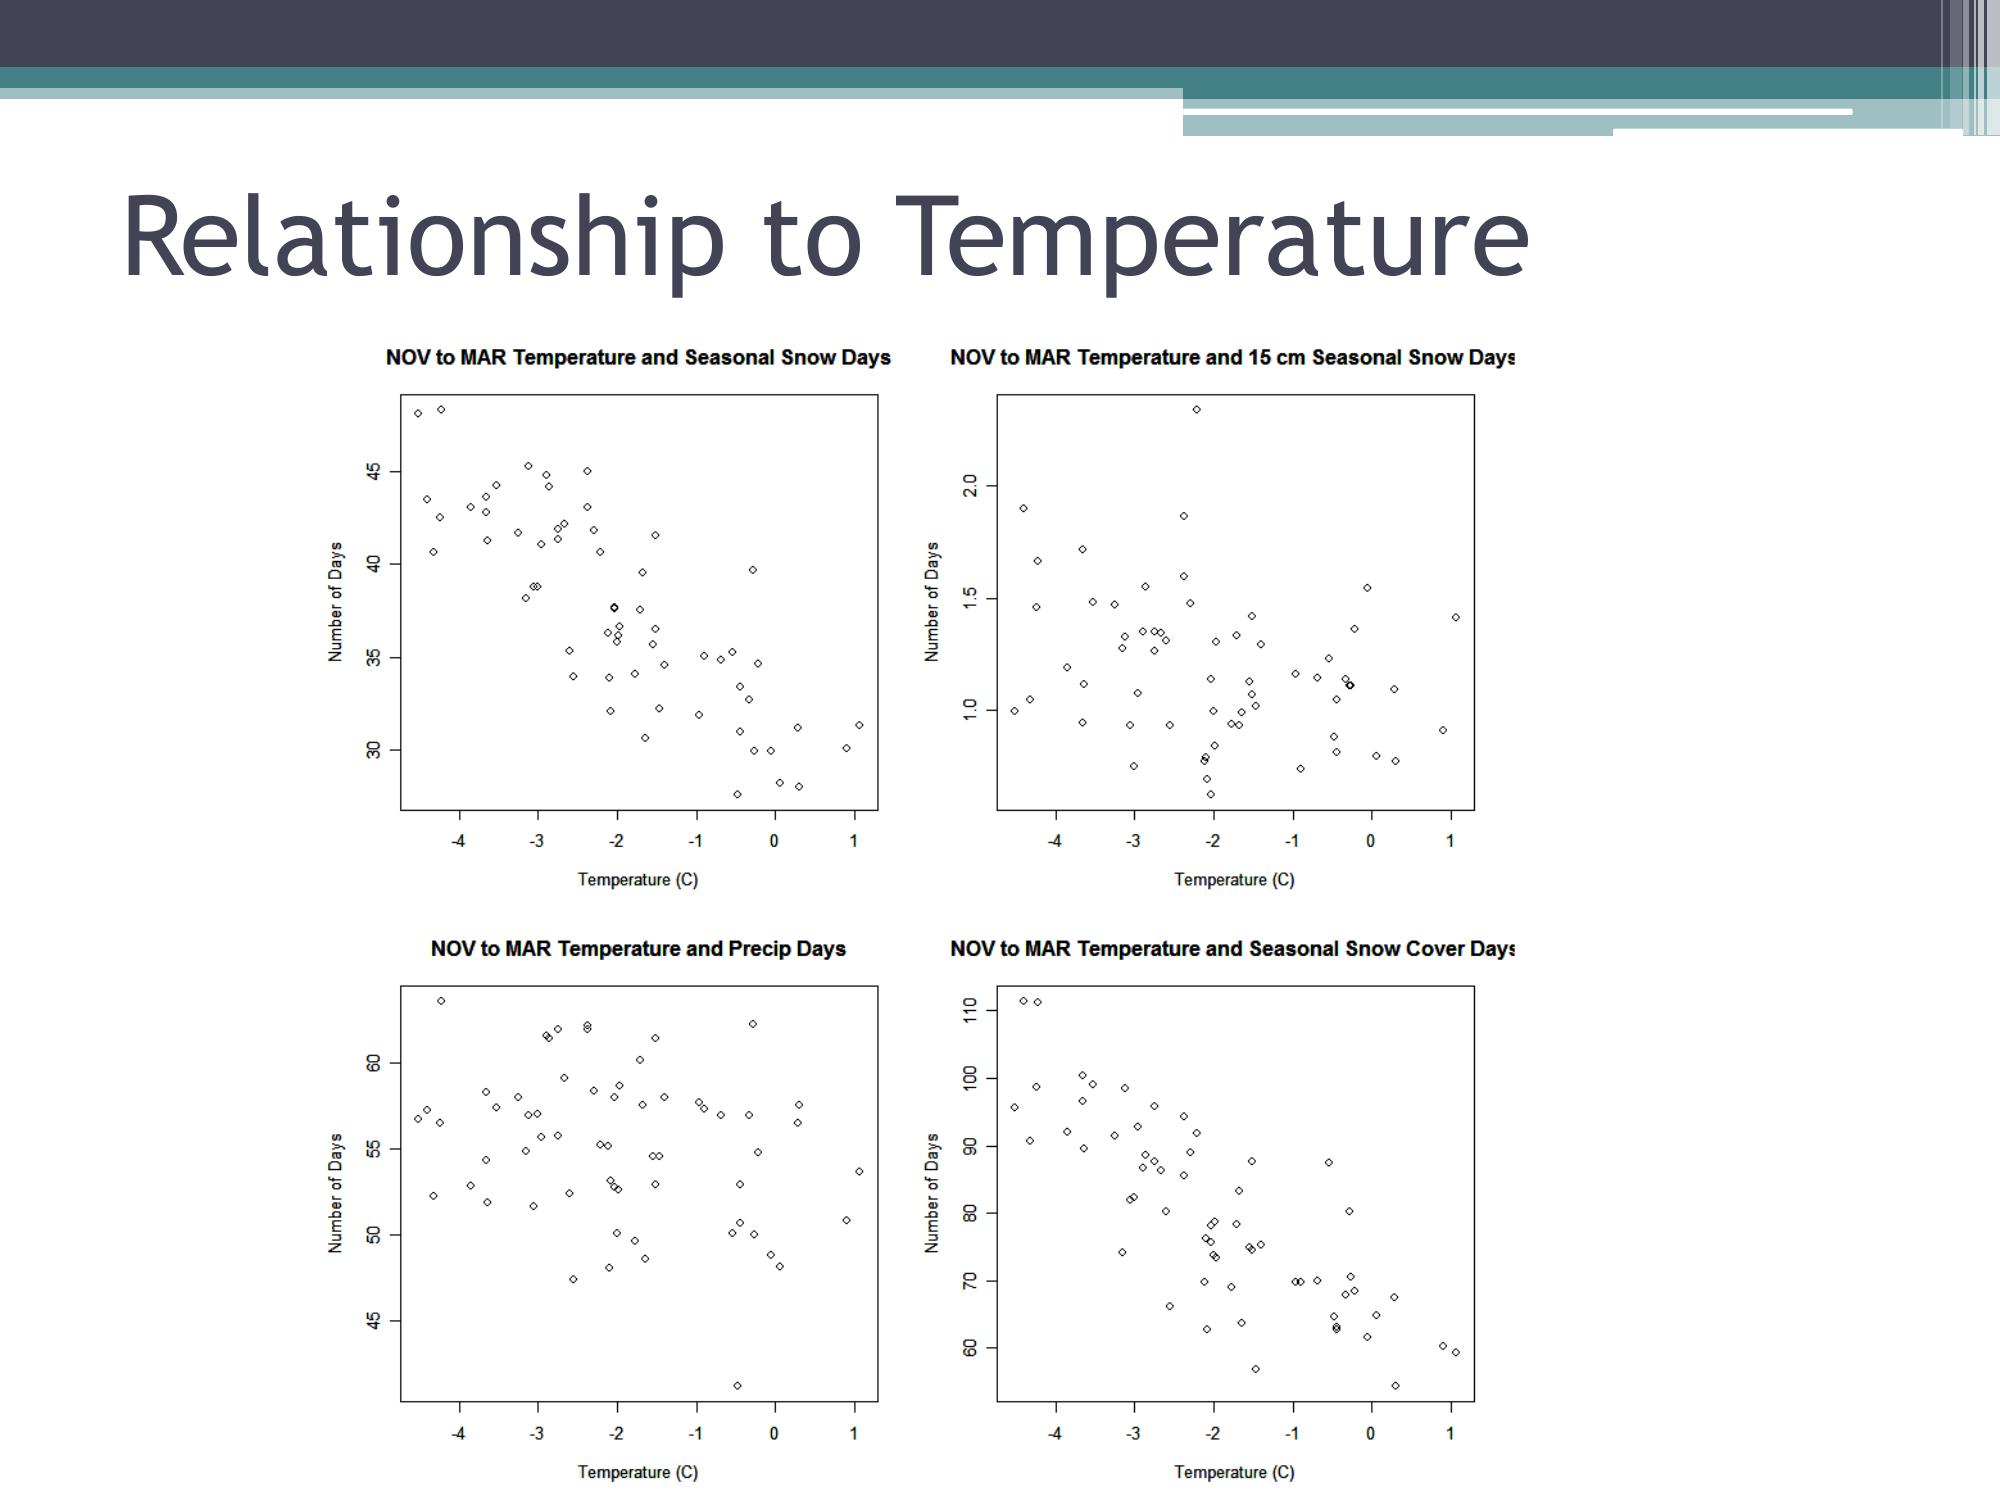 Relationship to Temperature
NOV to MAR Temperature and Seasonal Snow Days
Number of Days
45
40
35
30
-4 -3 -2 -1 0 1
Temperature (C)
NOV to MAR Temperature and 15 cm Seasonal Snow Days
Number of Days
2.0
1.5
1.0
-4 -3 -2 -1 0 1
Temperature (C)
NOV to MAR Temperature and Precip Days
Number of Days
60
55
50
45
-4 -3 -2 -1 0 1
Temperature (C)
NOV to MAR Temperature and Seasonal Snow Cover Days
Number of Days
110
100
90
80
70
60
-4 -3 -2 -1 0 1
Temperature (C)